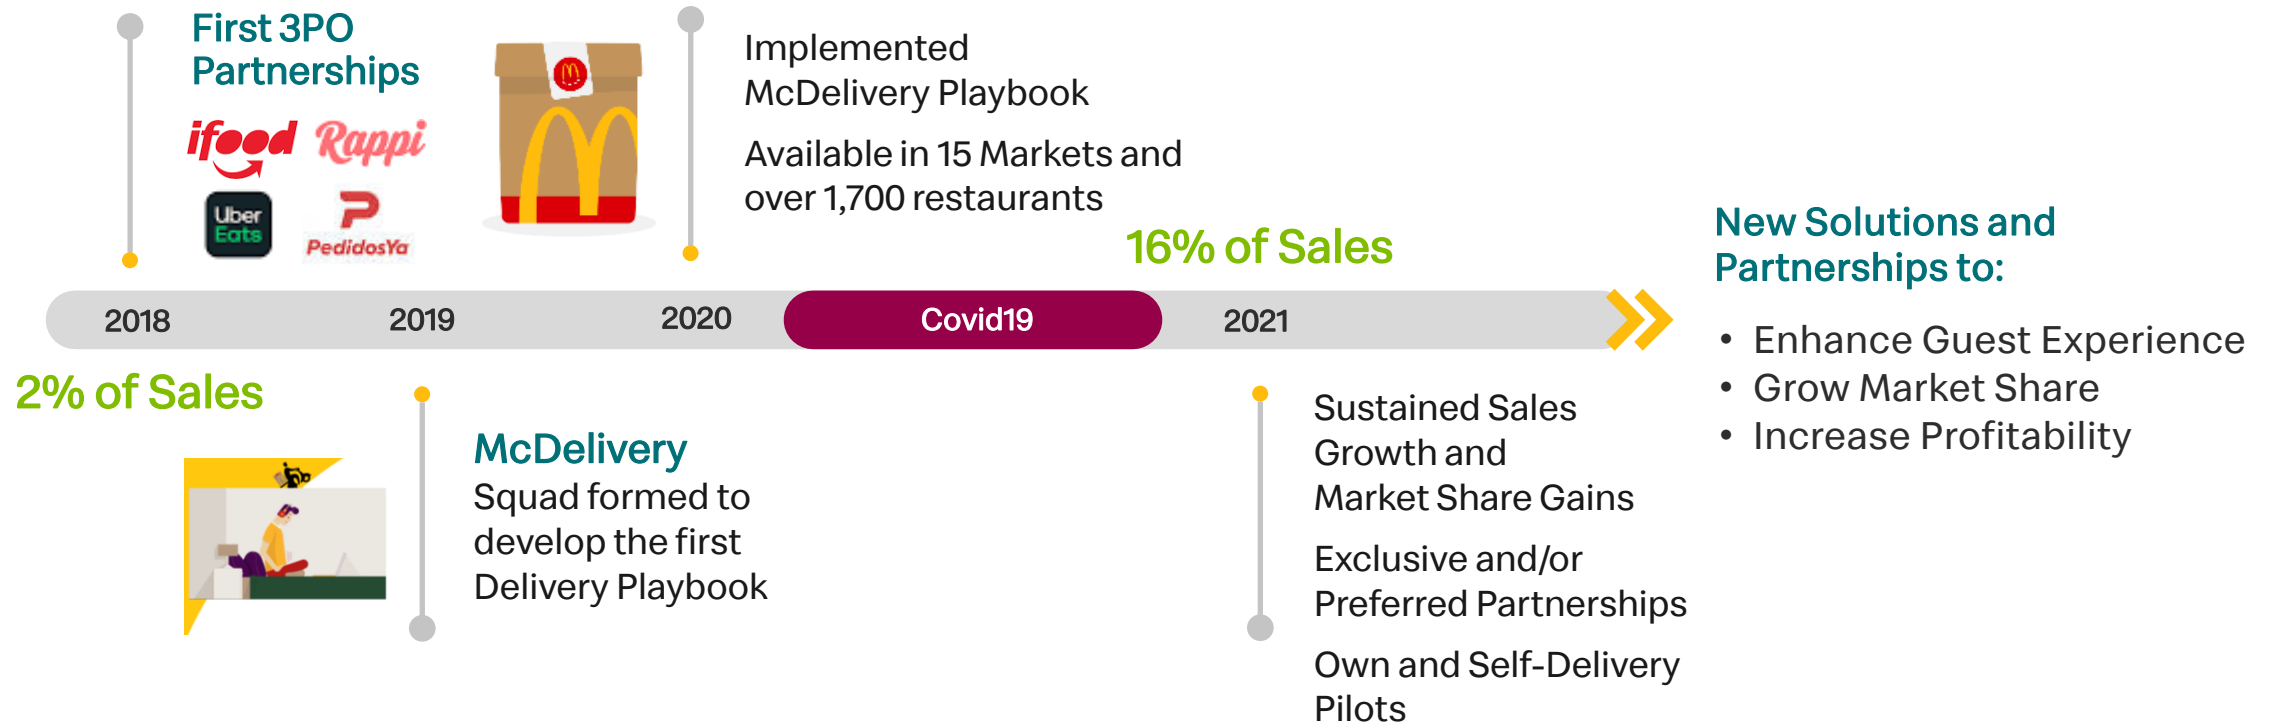 First 3PO
Partnerships
ifood
Rappi
Uber
Eats
PedidosYa
Implemented
McDelivery Playbook
Available in 15 Markets and
over 1,700 restaurants
16% of Sales
2018
2019
2020
Covid19
2021
2% of Sales
McDelivery
Squad formed to
develop the first
Delivery Playbook
Sustained Sales
Growth and
Market Share Gains
Exclusive and/or
Preferred Partnerships
Own and Self-Delivery
Pilots
New Solutions and
Partnerships to:
• Enhance Guest Experience
• Grow Market Share
• Increase Profitability